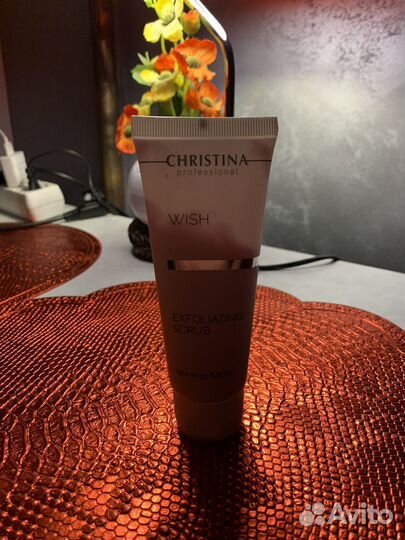 CHRISTINA
professional
WISH
EXFOLIATING
SCRUB
Avito